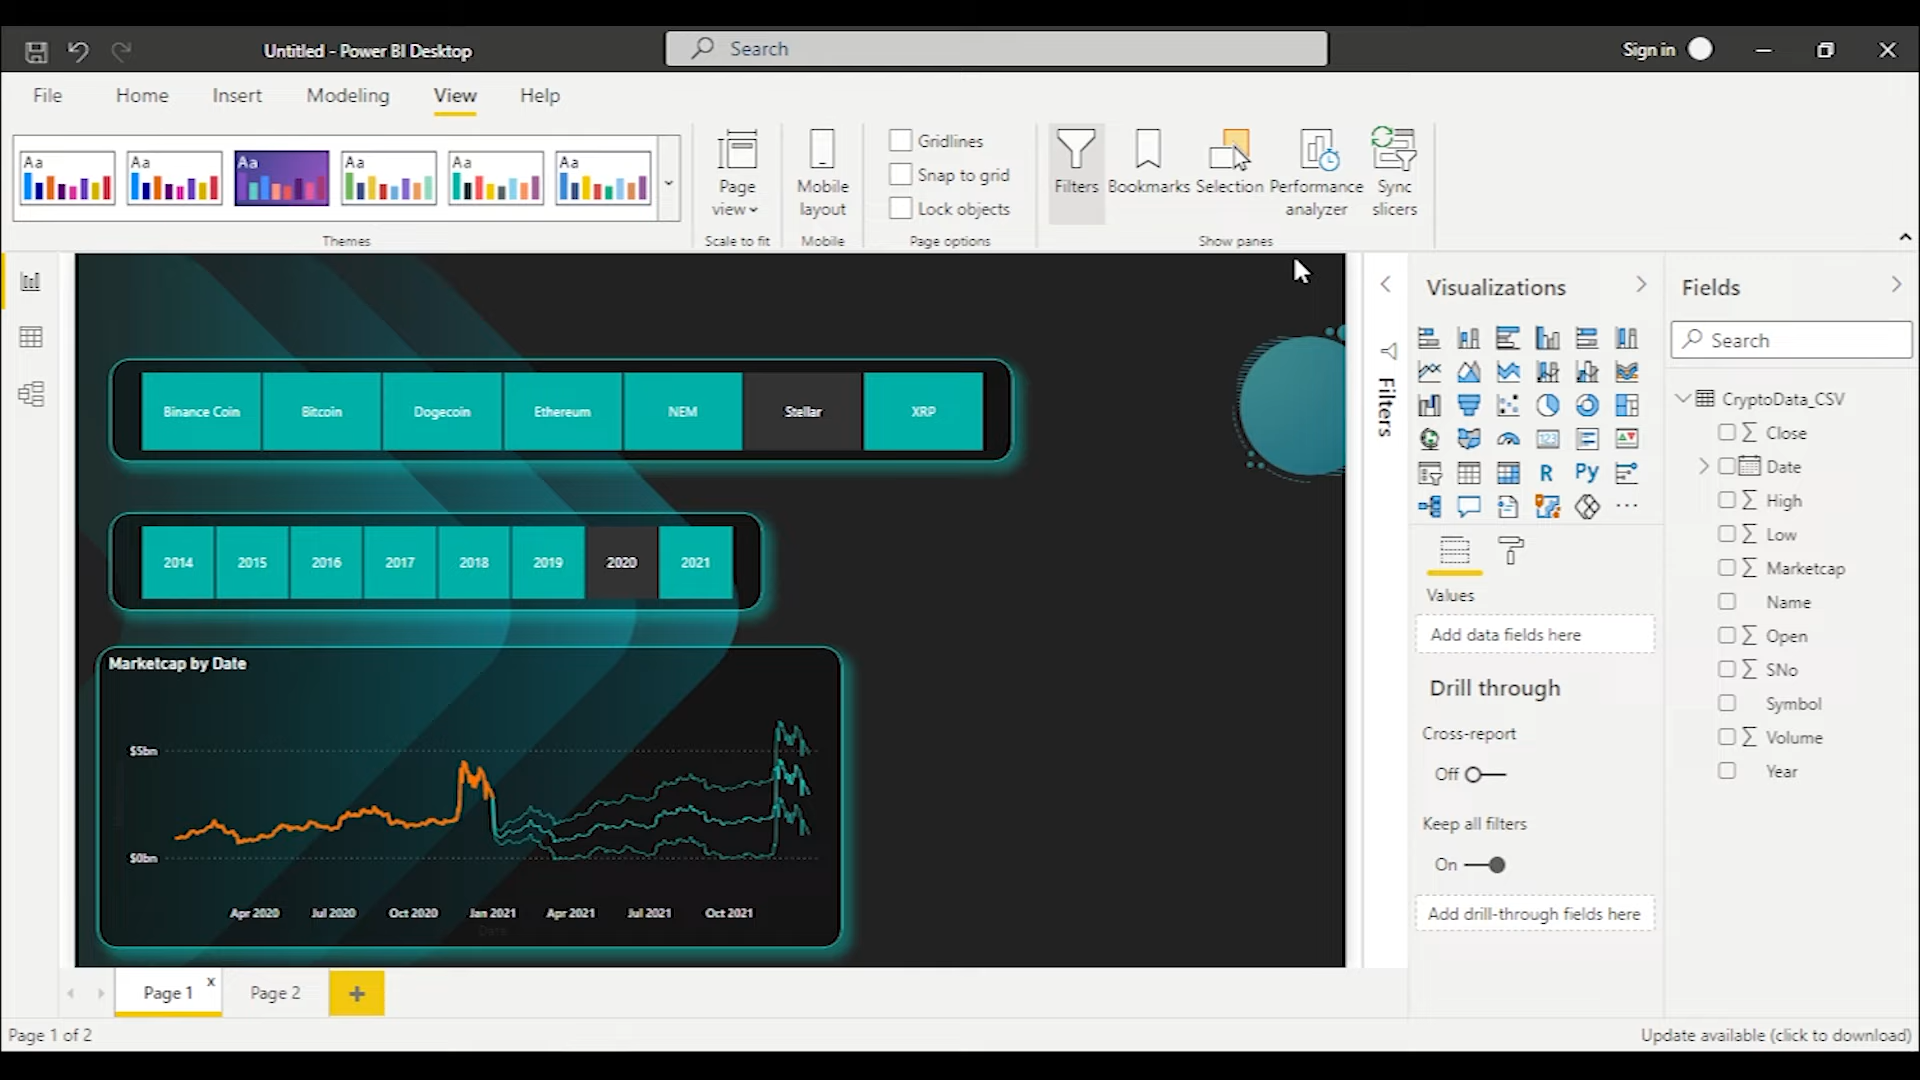 Untitled - Power BI Desktop
Search
Sign in
File
Home
Insert
Modeling
View
Help
Aa
Aa
Aa
Aa
Aa
Aa
Themes
Page view
Scale to fit
Mobile layout
Mobile
Gridlines
Snap to grid
Lock objects
Page options
Filters
Bookmarks
Selection
Performance analyzer
Sync slicers
Show panes
Binance Coin
Bitcoin
Dogecoin
Ethereum
NEM
Stellar
XRP
2014
2015
2016
2017
2018
2019
2020
2021
Marketcap by Date
$5bn
$0bn
Apr 2020
Jul 2020
Oct 2020
Jan 2021
Apr 2021
Jul 2021
Oct 2021
Date
Filters
Visualizations
123
R
Py
Values
Add data fields here
Drill through
Cross-report
Off
Keep all filters
On
Add drill-through fields here
Fields
Search
CryptoData_CSV
Close
Date
High
Low
Marketcap
Name
Open
SNo
Symbol
Volume
Year
Page 1
x
Page 2
+
Page 1 of 2
Update available (click to download)